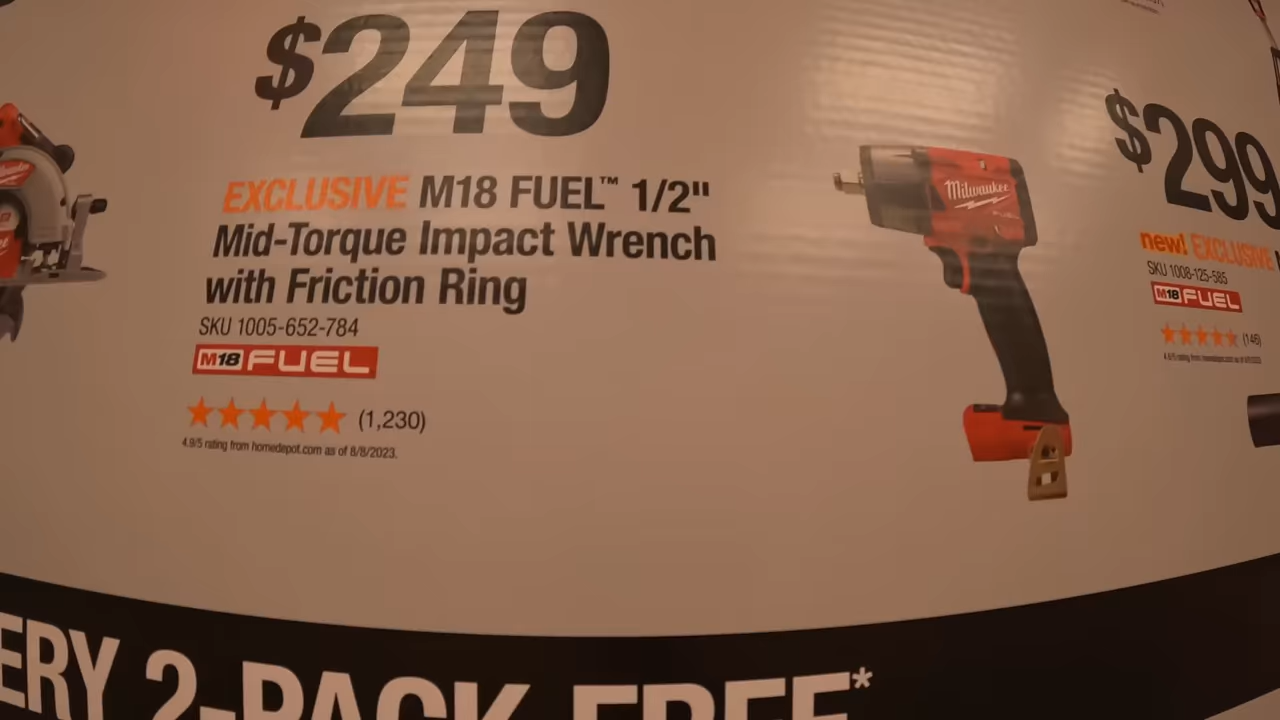 $249
EXCLUSIVE M18 FUEL™ 1/2"
Mid-Torque Impact Wrench
with Friction Ring
SKU 1005-652-784
M18 FUEL
(1,230)
4.9/5 rating from homedepot.com as of 8/8/2023.
Milwaukee
$299
new! EXCLUSIVE
SKU 1008-125-585
M18 FUEL
(146)
ERY 2-PACK FREE*